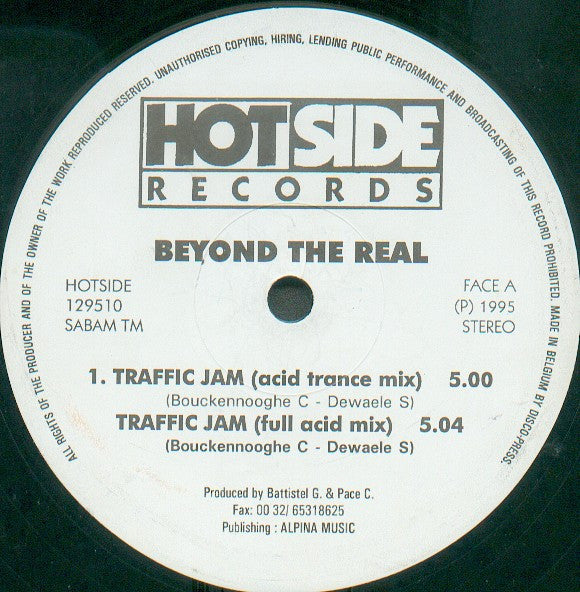 ALL RIGHTS OF THE PRODUCER AND OF THE OWNER OF THE WORK REPRODUCED RESERVED. UNAUTHORISED COPYING, HIRING, LENDING PUBLIC PERFORMANCE AND BROADCASTING OF THIS RECORD PROHIBITED. MADE IN BELGIUM BY DISCO-PRESS.
HOT SIDE
RECORDS
BEYOND THE REAL
HOTSIDE
129510
SABAM TM
FACE A
(P) 1995
STEREO
1. TRAFFIC JAM (acid trance mix) 5.00
(Bouckennooghe C - Dewaele S)
TRAFFIC JAM (full acid mix) 5.04
(Bouckennooghe C - Dewaele S)
Produced by Battistel G. & Pace C.
Fax: 00 32/ 65318625
Publishing : ALPINA MUSIC